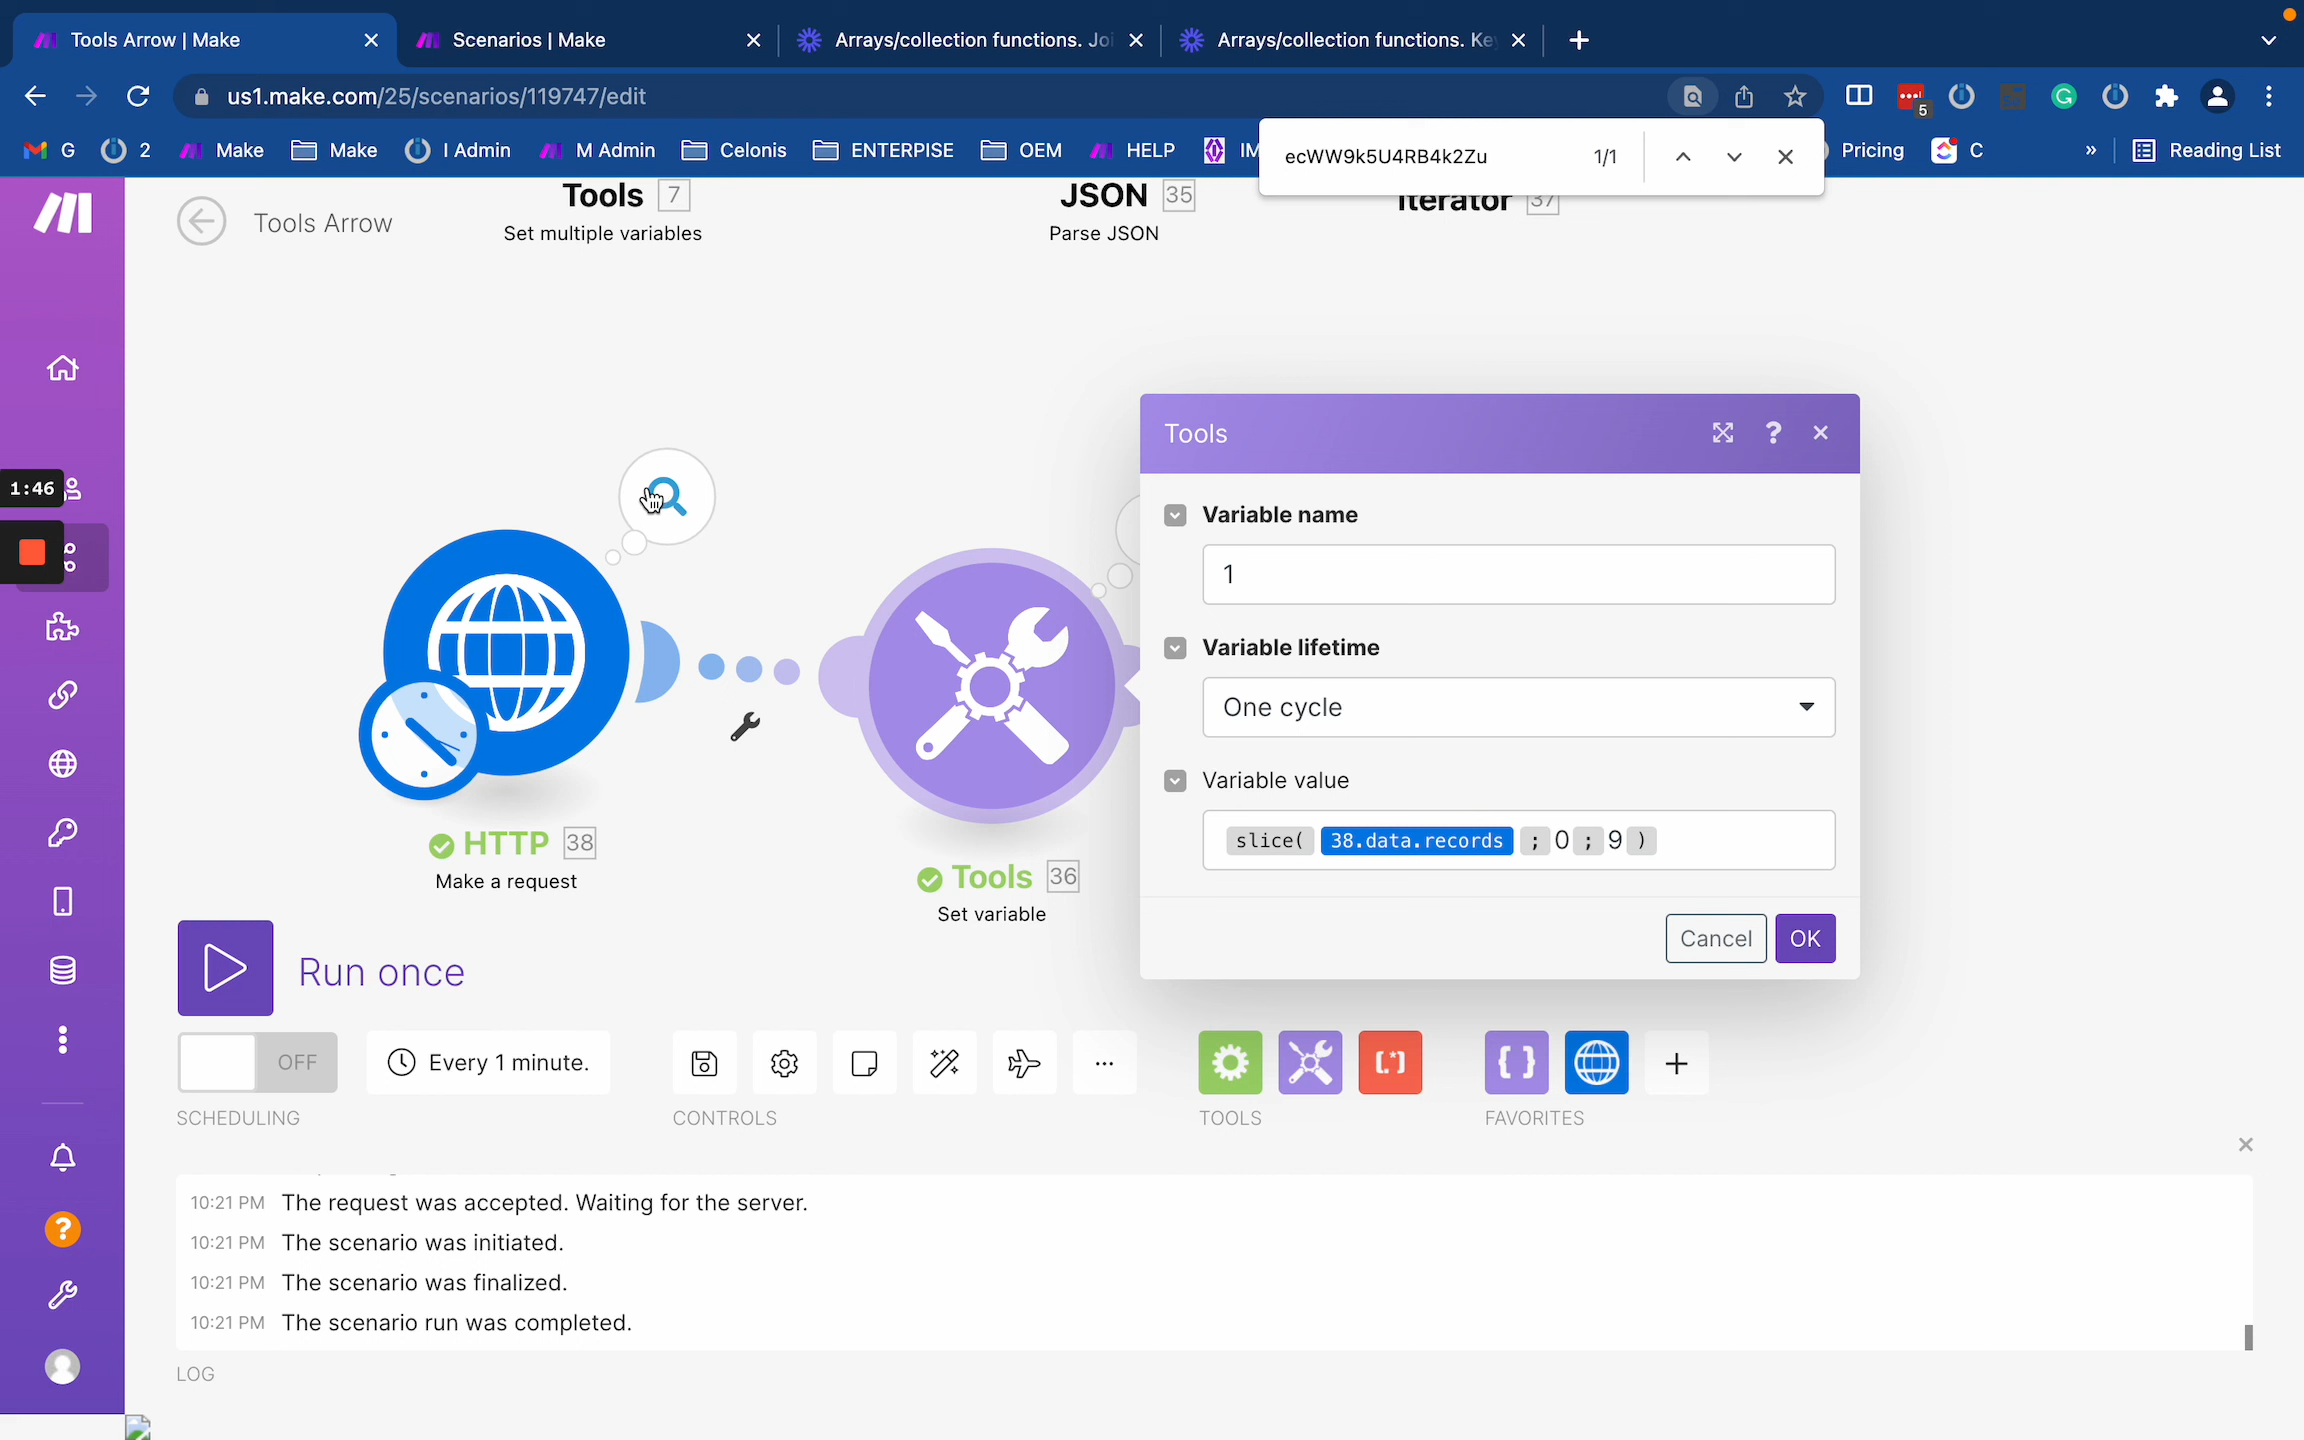 Tools Arrow | Make
Scenarios | Make
Arrays/collection functions. Joi
Arrays/collection functions. Key
us1.make.com/25/scenarios/119747/edit
5
G
2
Make
Make
I Admin
M Admin
Celonis
ENTERPISE
OEM
HELP
IM
ecWW9k5U4RB4k2Zu
1/1
Pricing
C
»
Reading List
Tools Arrow
Tools 7
Set multiple variables
JSON 35
Parse JSON
Iterator 37
1:46
Tools
?
Variable name
1
Variable lifetime
One cycle
Variable value
slice( 38.data.records ; 0 ; 9 )
Cancel
OK
HTTP 38
Make a request
Tools 36
Set variable
Run once
OFF
Every 1 minute.
SCHEDULING
CONTROLS
TOOLS
FAVORITES
10:21 PM The request was accepted. Waiting for the server.
10:21 PM The scenario was initiated.
10:21 PM The scenario was finalized.
10:21 PM The scenario run was completed.
LOG